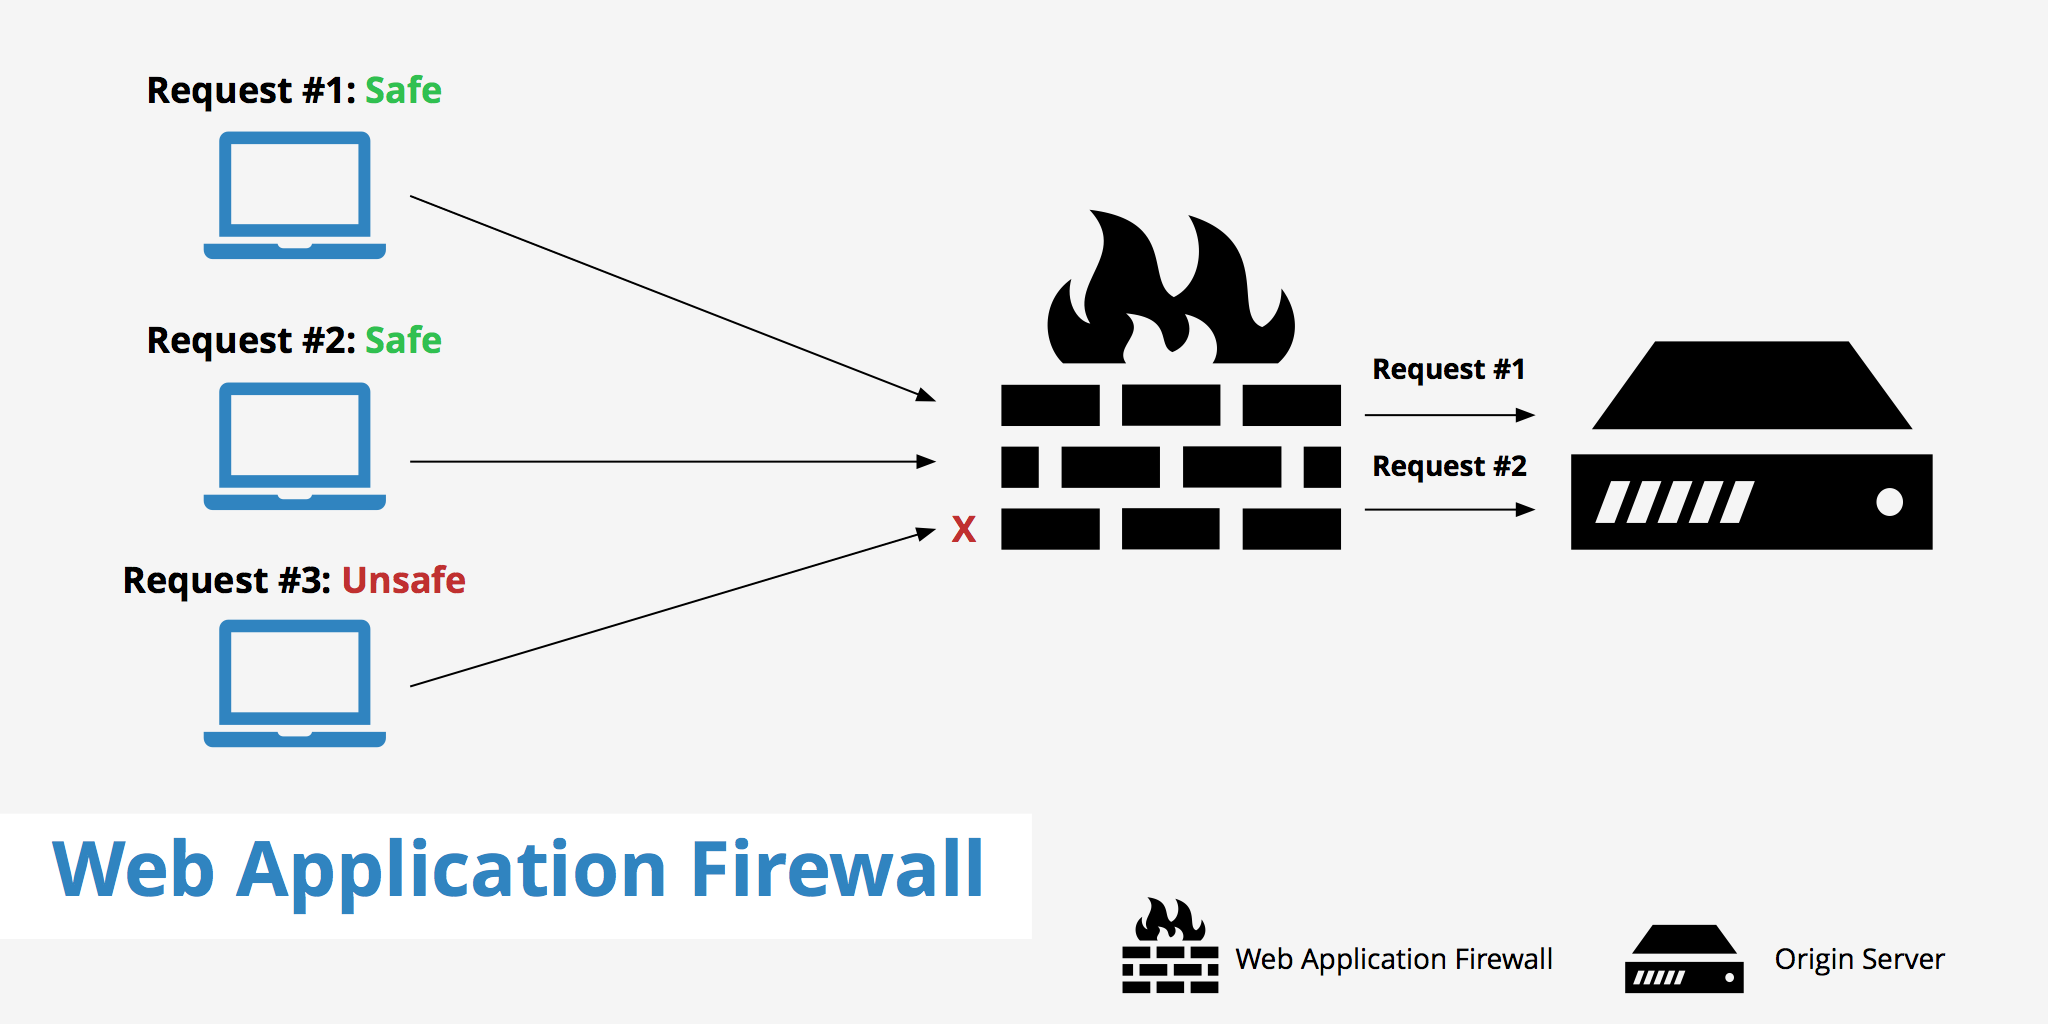 Request #1: Safe
Request #2: Safe
Request #3: Unsafe
X
Request #1
Request #2
Web Application Firewall
Web Application Firewall
Origin Server